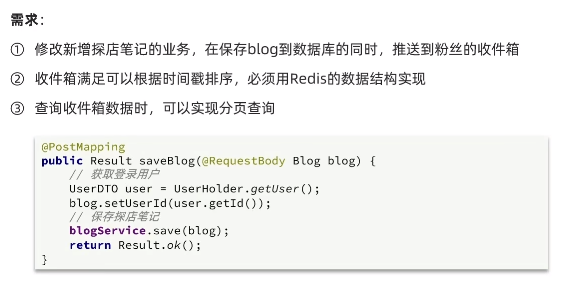 需求：
① 修改新增探店笔记的业务，在保存blog到数据库的同时，推送到粉丝的收件箱
② 收件箱满足可以根据时间戳排序，必须用Redis的数据结构实现
③ 查询收件箱数据时，可以实现分页查询
@PostMapping
public Result saveBlog(@RequestBody Blog blog) {
    // 获取登录用户
    UserDTO user = UserHolder.getUser();
    blog.setUserId(user.getId());
    // 保存探店笔记
    blogService.save(blog);
    return Result.ok();
}